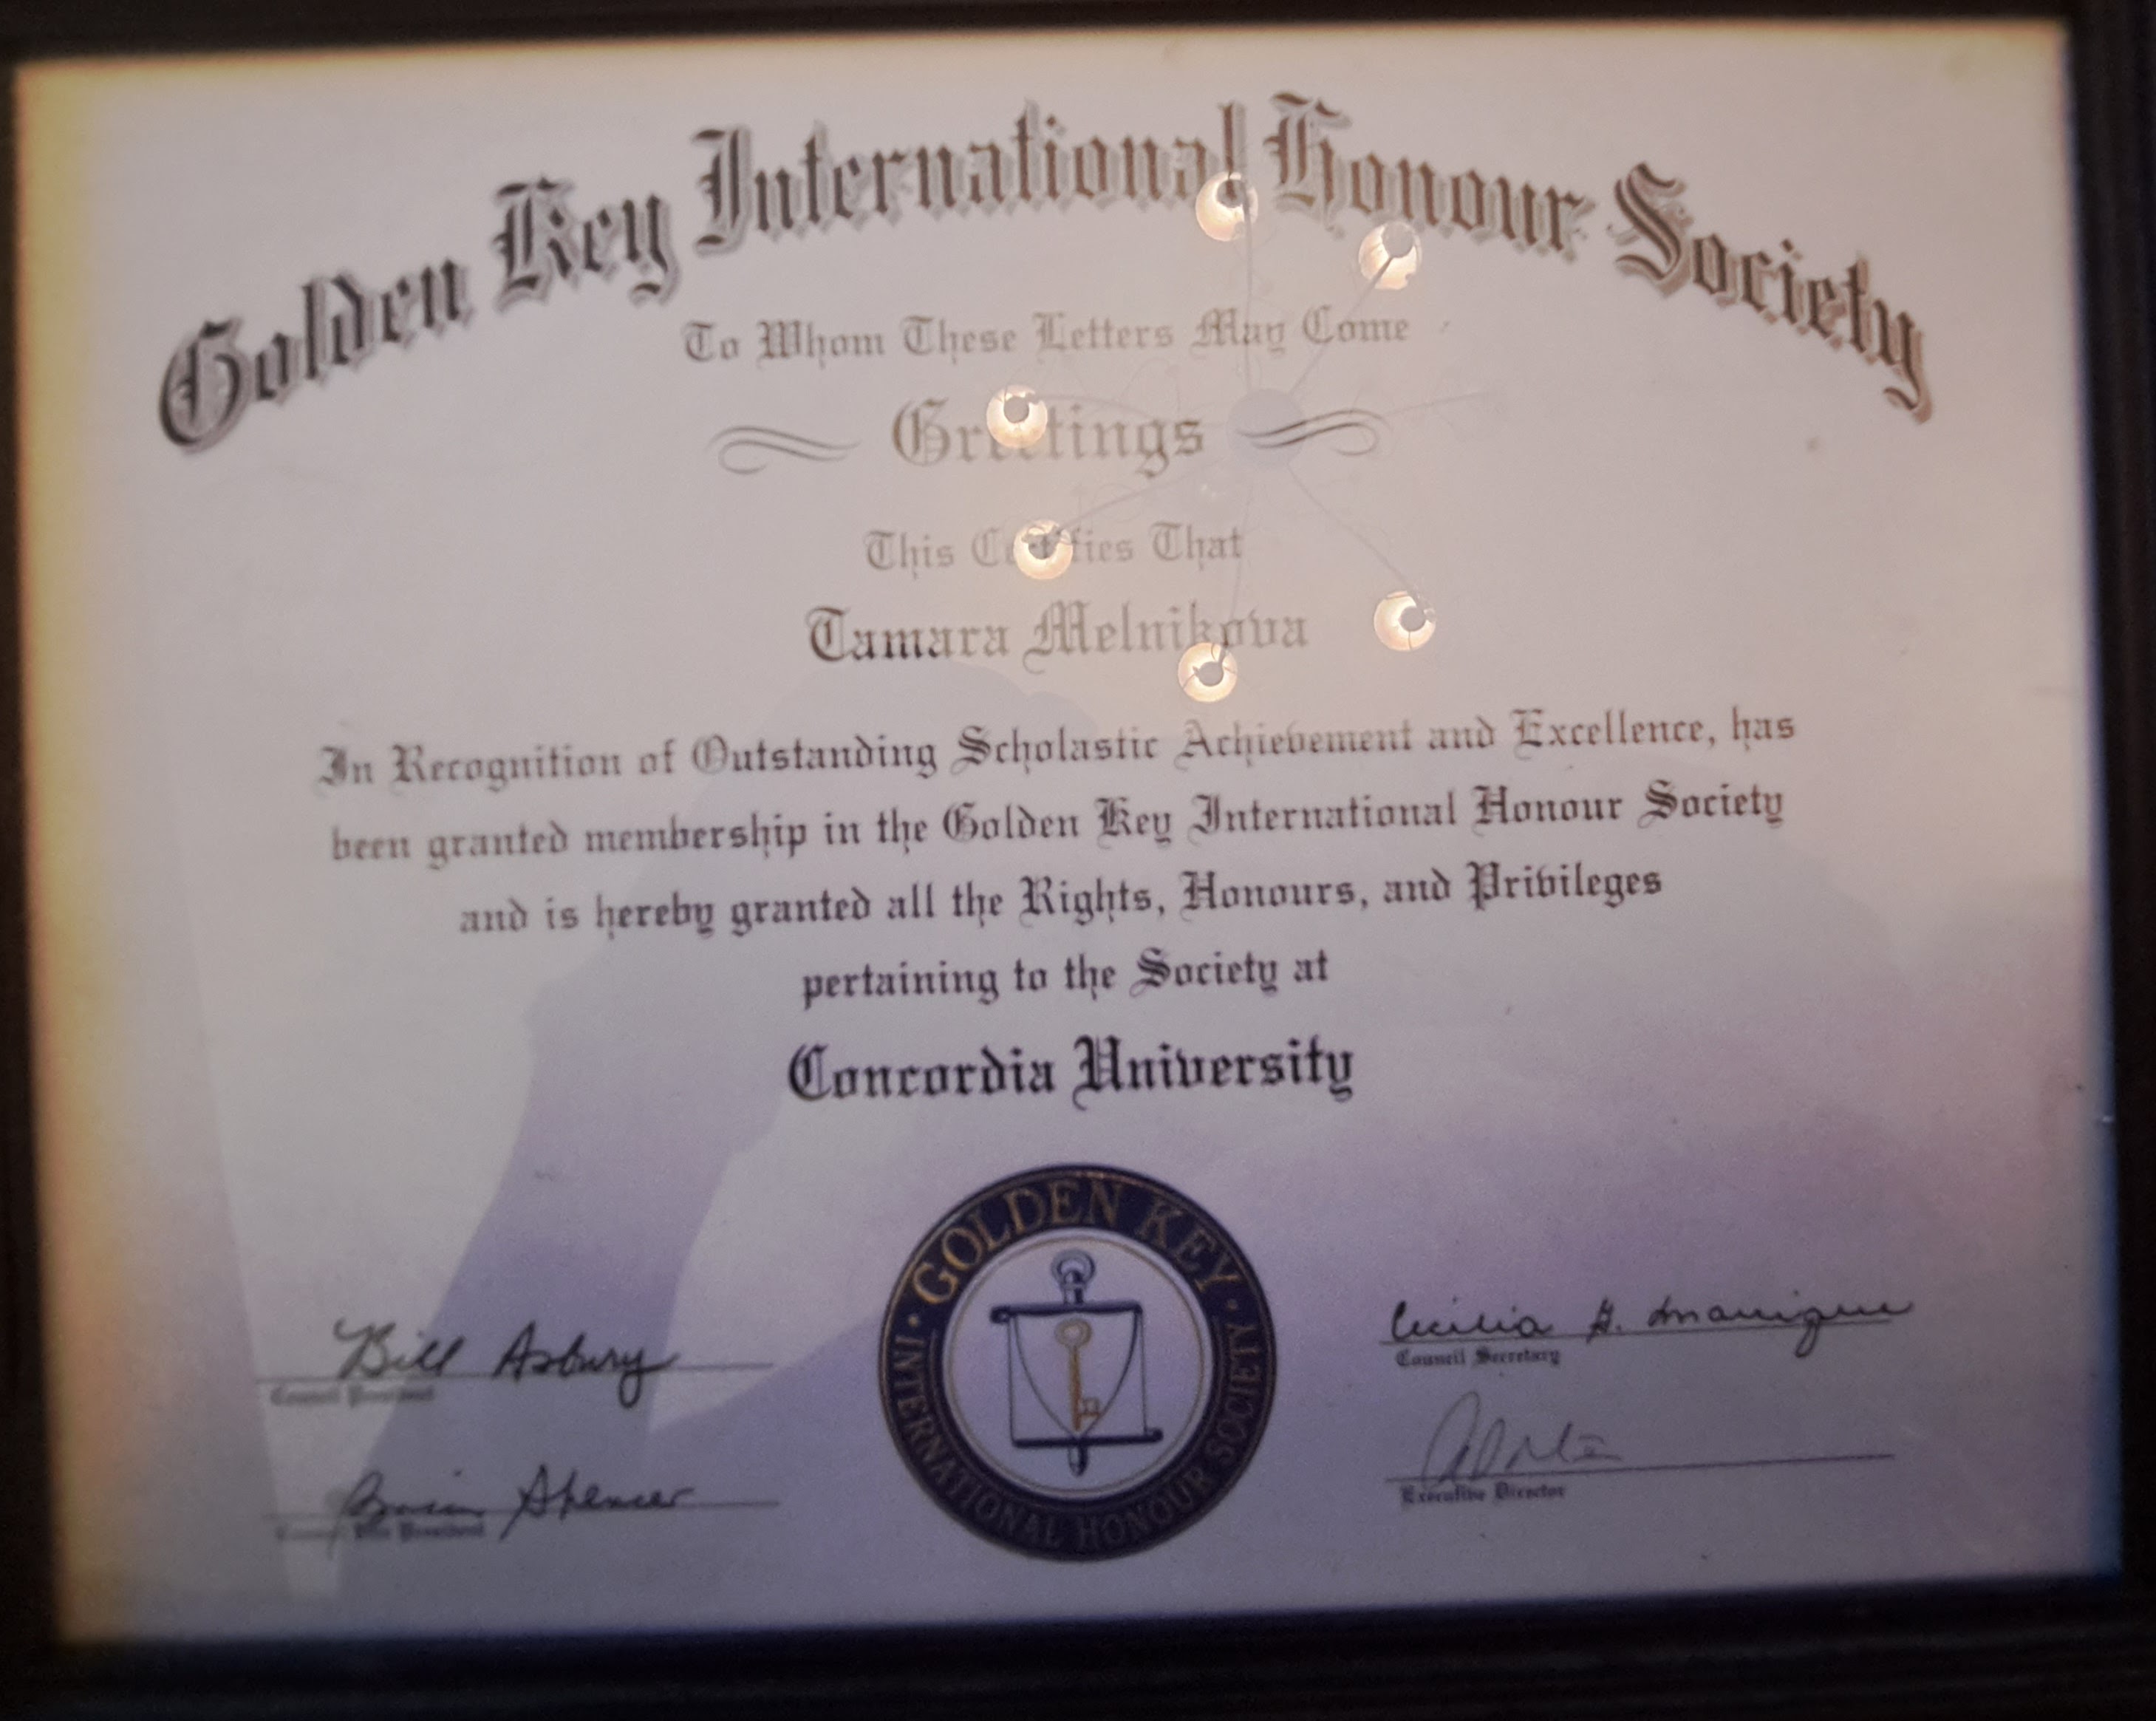 Golden Key International Honour Society
To Whom These Letters May Come
Greetings
This Certifies That
Tamara Melnikova
In Recognition of Outstanding Scholastic Achievement and Excellence, has
been granted membership in the Golden Key International Honour Society
and is hereby granted all the Rights, Honours, and Privileges
pertaining to the Society at
Concordia University
GOLDEN KEY
INTERNATIONAL HONOUR SOCIETY
Bill Asbury
Council President
Spencer
Council Vice President
Cecilia G. Manrique
Council Secretary
Executive Director